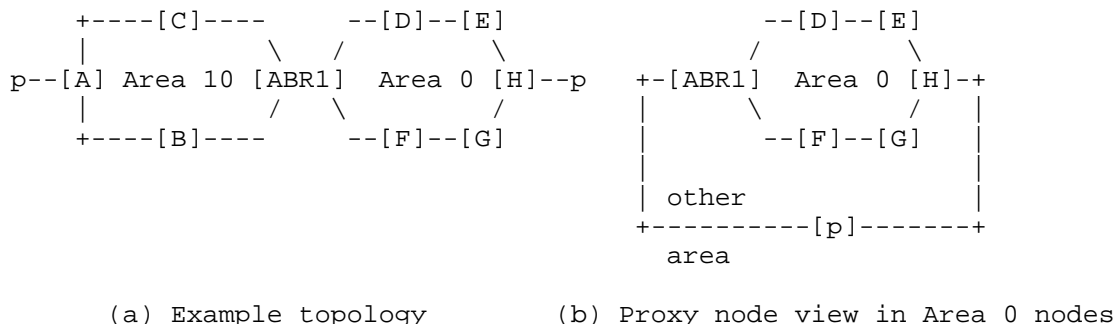 +----[C]----     --[D]--[E]                --[D]--[E]
    |           \   /          \              /          \
p--[A] Area 10 [ABR1]  Area 0 [H]--p   +-[ABR1]  Area 0 [H]-+
    |           /   \          /       |      \          /   |
    +----[B]----     --[F]--[G]        |       --[F]--[G]    |
                                       |                     |
                                       | other               |
                                       +----------[p]-------+
                                         area
(a) Example topology        (b) Proxy node view in Area 0 nodes